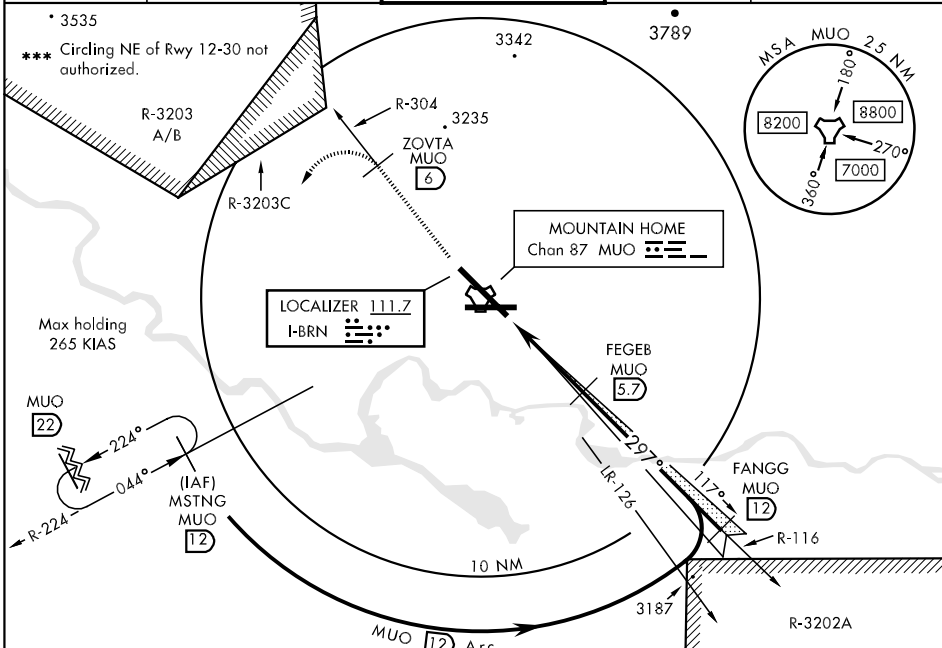 3535
*** Circling NE of Rwy 12-30 not
authorized.
R-3203
A/B
R-3203C
3342
3789
R-304
3235
ZOVTA
MUO
6
MSA MUO 25 NM
180°
8200
8800
270°
7000
360°
MOUNTAIN HOME
Chan 87 MUO
LOCALIZER 111.7
I-BRN
Max holding
265 KIAS
MUO
22
224°
044°
R-224
(IAF)
MSTNG
MUO
12
FEGEB
MUO
5.7
297°
LR-126
117°
FANGG
MUO
12
R-116
10 NM
3187
R-3202A
MUO 12 Arc